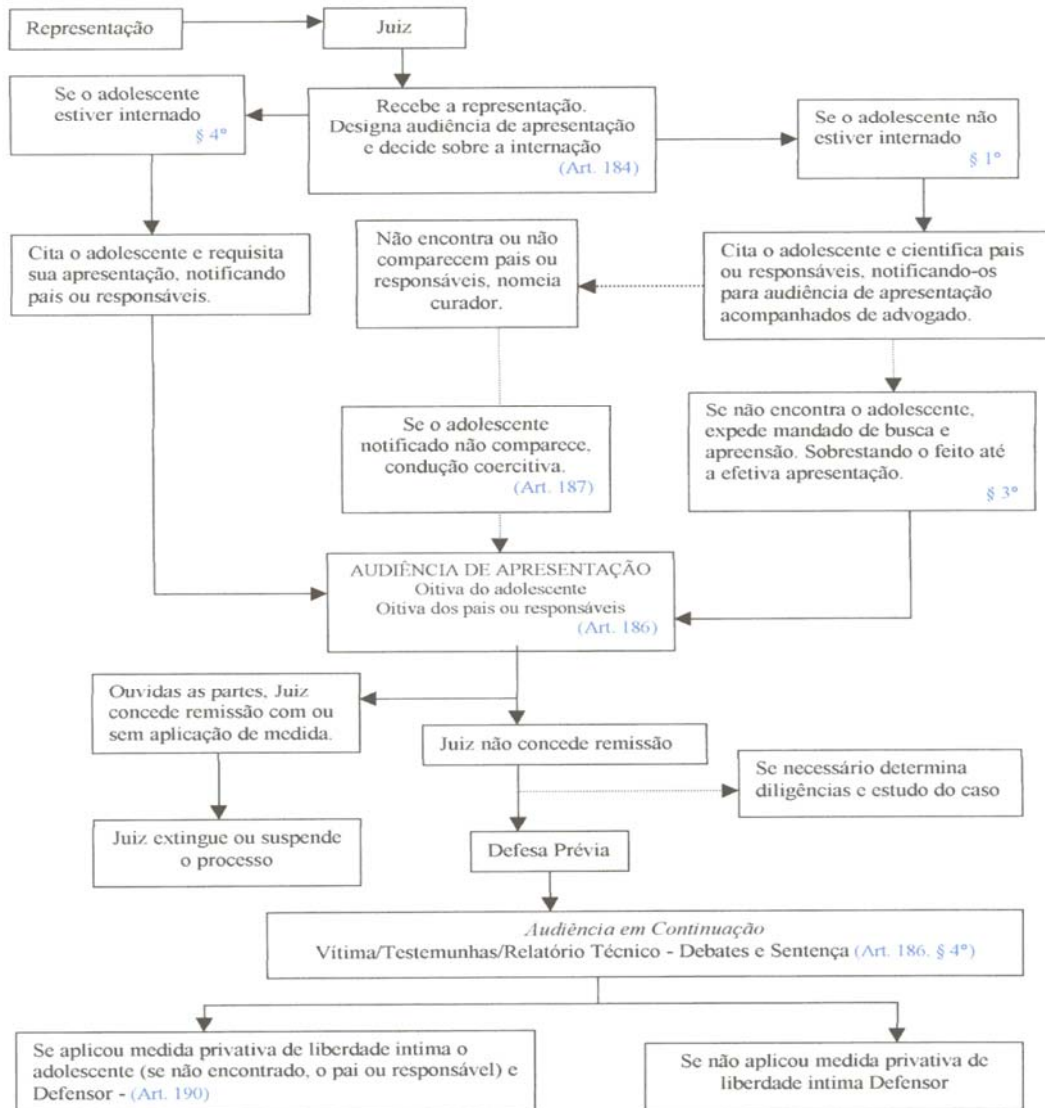 Representação
Juiz
Se o adolescente
estiver internado
§ 4º
Recebe a representação.
Designa audiência de apresentação
e decide sobre a internação
(Art. 184)
Se o adolescente não
estiver internado
§ 1º
Cita o adolescente e requisita
sua apresentação, notificando
pais ou responsáveis.
Não encontra ou não
comparecem pais ou
responsáveis, nomeia
curador.
Cita o adolescente e cientifica pais
ou responsáveis, notificando-os
para audiência de apresentação
acompanhados de advogado.
Se o adolescente
notificado não comparece,
condução coercitiva.
(Art. 187)
Se não encontra o adolescente,
expede mandado de busca e
apreensão. Sobrestando o feito até
a efetiva apresentação.
§ 3º
AUDIÊNCIA DE APRESENTAÇÃO
Oitiva do adolescente
Oitiva dos pais ou responsáveis
(Art. 186)
Ouvidas as partes, Juiz
concede remissão com ou
sem aplicação de medida.
Juiz não concede remissão
Se necessário determina
diligências e estudo do caso
Juiz extingue ou suspende
o processo
Defesa Prévia
Audiência em Continuação
Vítima/Testemunhas/Relatório Técnico - Debates e Sentença (Art. 186. § 4º)
Se aplicou medida privativa de liberdade intima o
adolescente (se não encontrado, o pai ou responsável) e
Defensor - (Art. 190)
Se não aplicou medida privativa de
liberdade intima Defensor